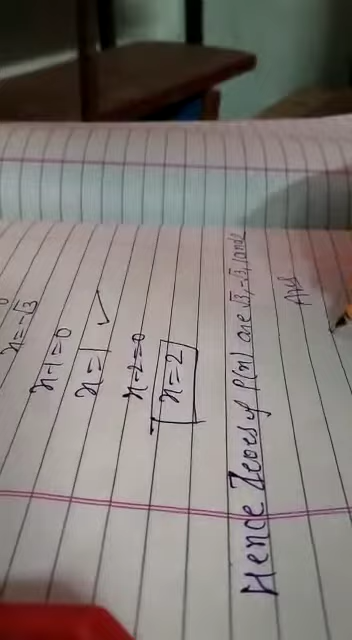 x=-√3
x-1=0
x=1 ✓
x-2=0
x=2
Hence Zeroes of P(x) are √3, -√3, 1 and 2
Ans